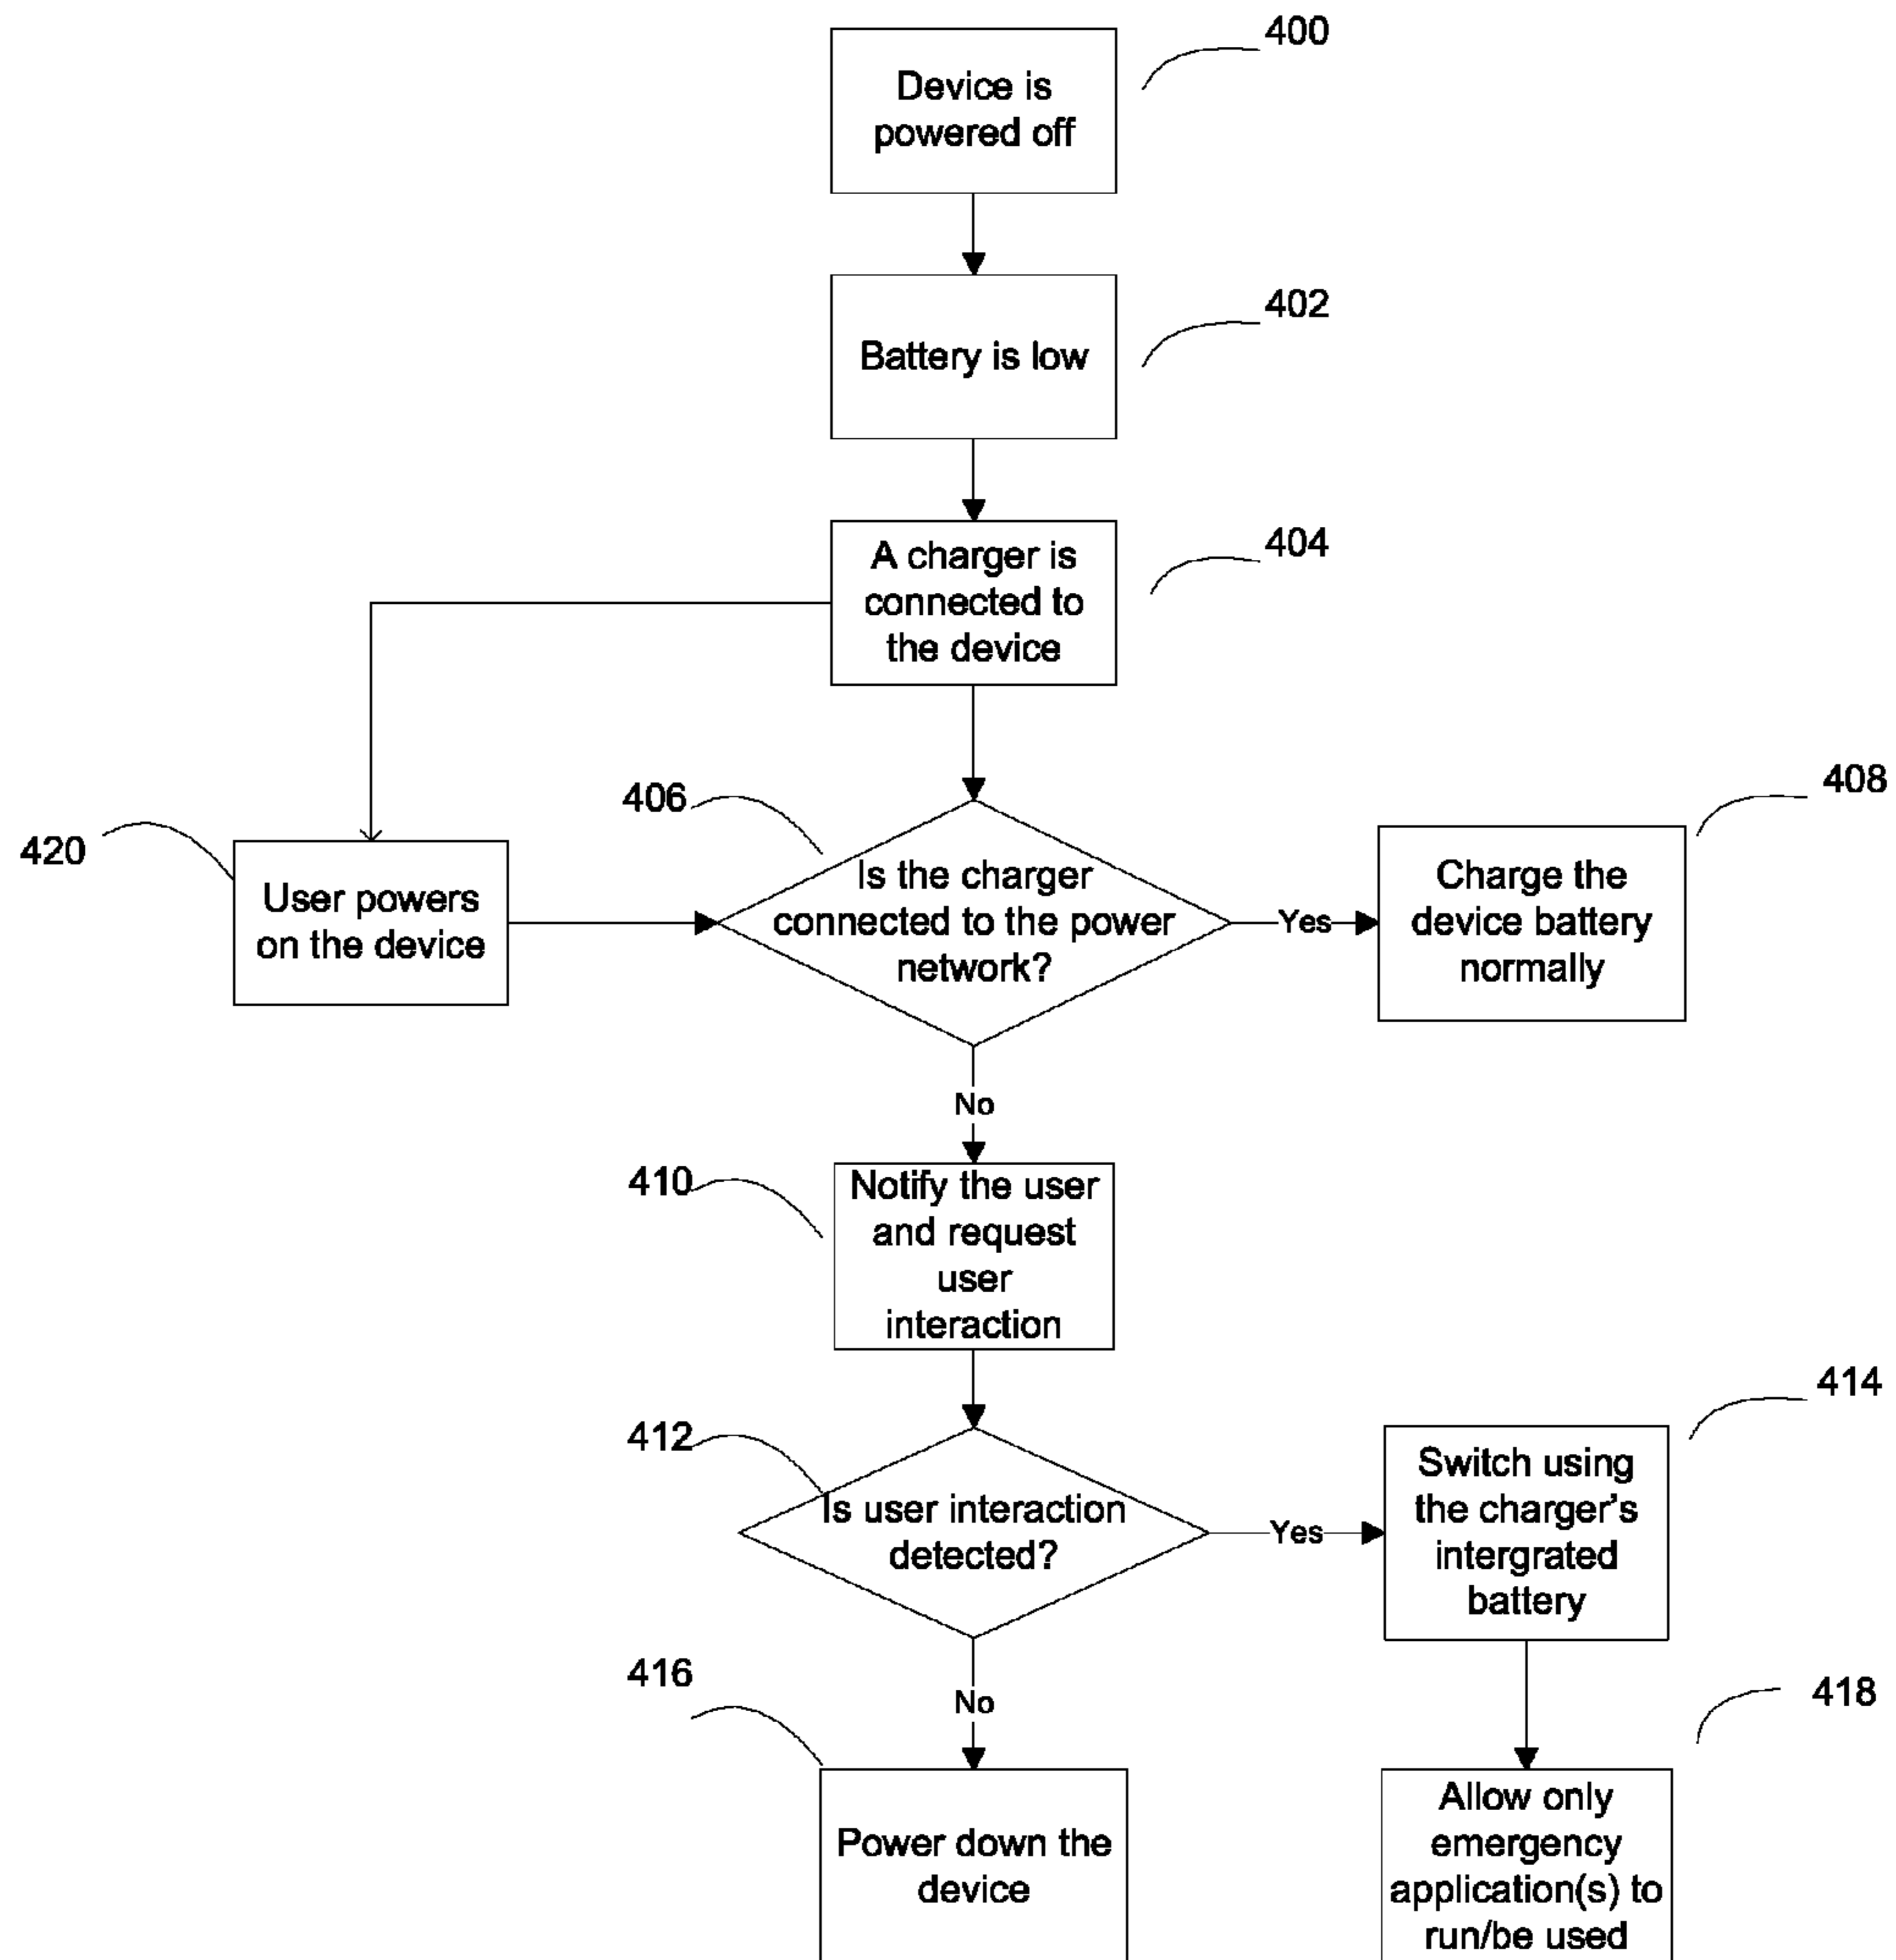 400
Device is
powered off
402
Battery is low
404
A charger is
connected to
the device
406
Is the charger
connected to the power
network?
Yes
408
Charge the
device battery
normally
420
User powers
on the device
No
410
Notify the user
and request
user
interaction
412
Is user interaction
detected?
Yes
414
Switch using
the charger's
intergrated
battery
No
416
Power down the
device
418
Allow only
emergency
application(s) to
run/be used